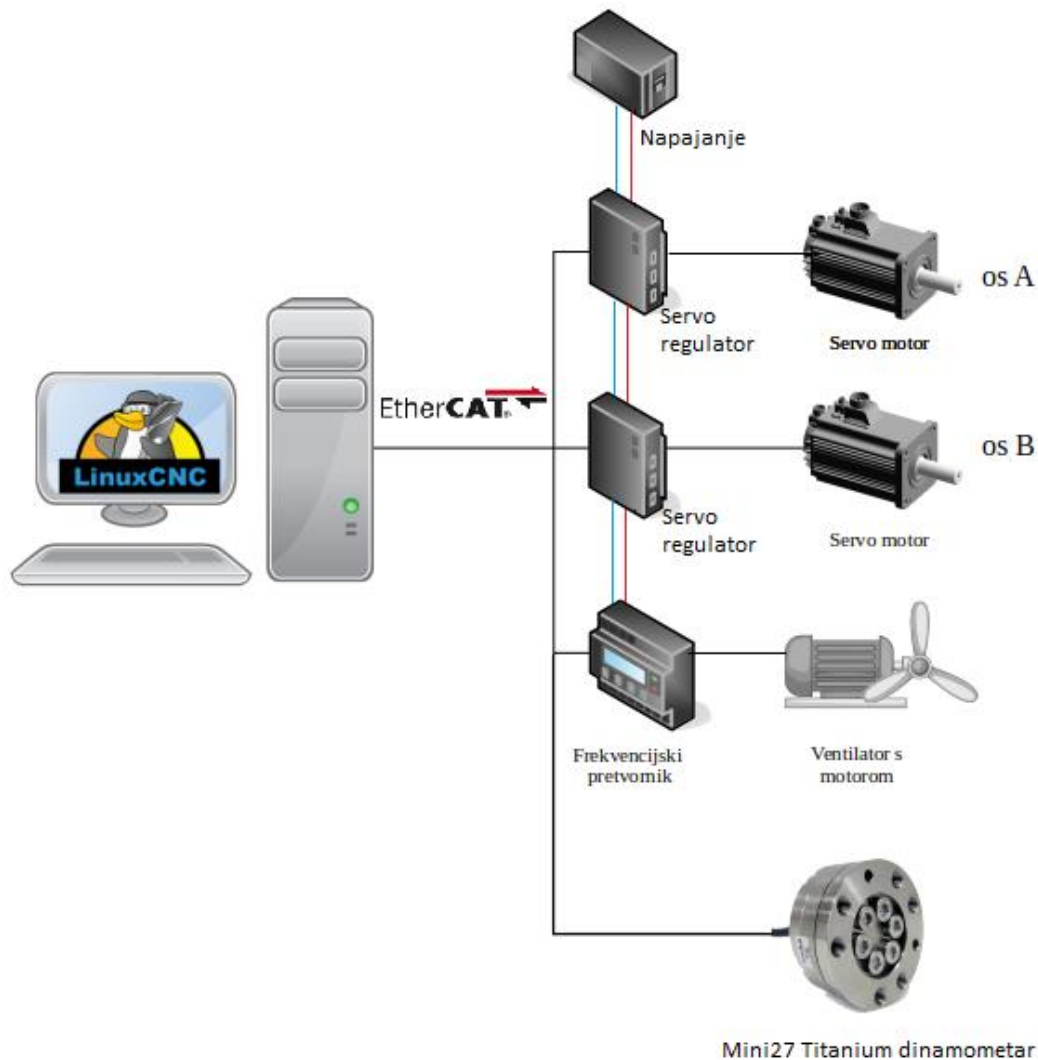 Napajanje
Servo
regulator
os A
Servo motor
LinuxCNC
EtherCAT
Servo
regulator
os B
Servo motor
Frekvencijski
pretvornik
Ventilator s
motorom
Mini27 Titanium dinamometar